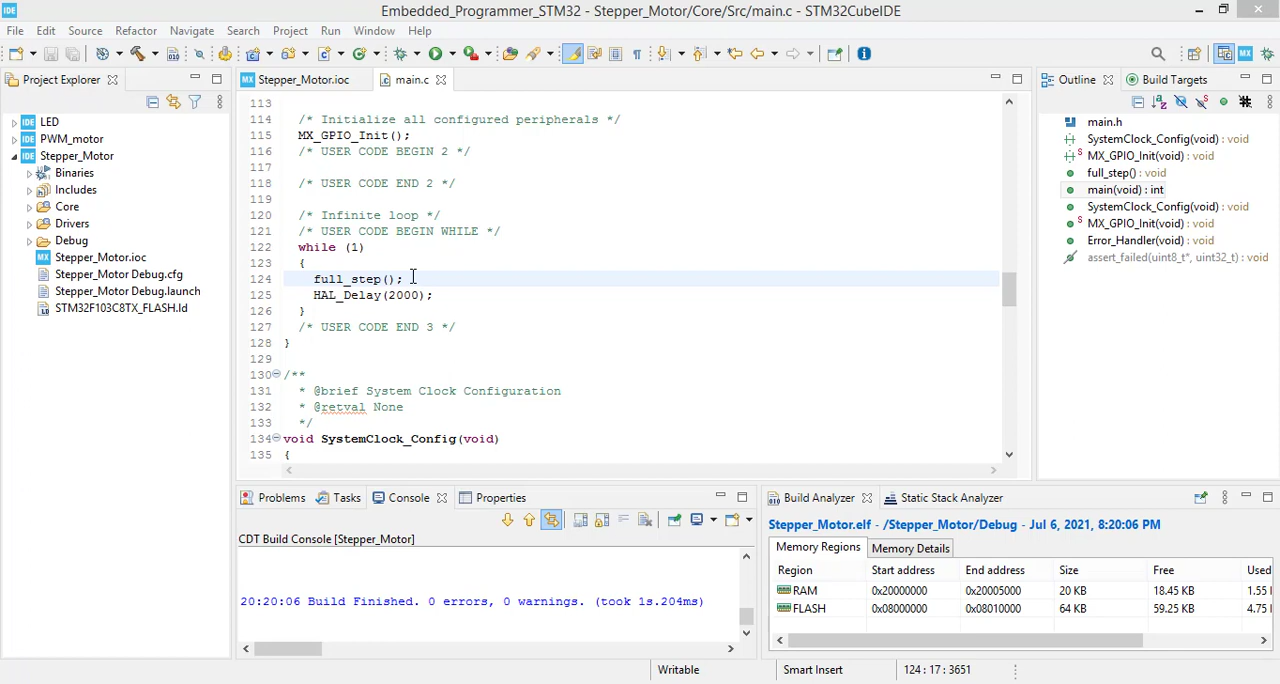 IDE
Embedded_Programmer_STM32 - Stepper_Motor/Core/Src/main.c - STM32CubeIDE
File Edit Source Refactor Navigate Search Project Run Window Help
Project Explorer
IDE LED
IDE PWM_motor
IDE Stepper_Motor
Binaries
Includes
Core
Drivers
Debug
MX Stepper_Motor.ioc
Stepper_Motor Debug.cfg
Stepper_Motor Debug.launch
STM32F103C8TX_FLASH.ld
MX Stepper_Motor.ioc
main.c
113
114 /* Initialize all configured peripherals */
115 MX_GPIO_Init();
116 /* USER CODE BEGIN 2 */
117
118 /* USER CODE END 2 */
119
120 /* Infinite loop */
121 /* USER CODE BEGIN WHILE */
122 while (1)
123 {
124 full_step();
125 HAL_Delay(2000);
126 }
127 /* USER CODE END 3 */
128 }
129
130 /**
131 * @brief System Clock Configuration
132 * @retval None
133 */
134 void SystemClock_Config(void)
135 {
Outline
Build Targets
main.h
SystemClock_Config(void) : void
MX_GPIO_Init(void) : void
full_step() : void
main(void) : int
SystemClock_Config(void) : void
MX_GPIO_Init(void) : void
Error_Handler(void) : void
assert_failed(uint8_t*, uint32_t) : void
Problems Tasks Console Properties
CDT Build Console [Stepper_Motor]
20:20:06 Build Finished. 0 errors, 0 warnings. (took 1s.204ms)
Build Analyzer Static Stack Analyzer
Stepper_Motor.elf - /Stepper_Motor/Debug - Jul 6, 2021, 8:20:06 PM
Memory Regions Memory Details
Region Start address End address Size Free Used
RAM 0x20000000 0x20005000 20 KB 18.45 KB 1.55
FLASH 0x08000000 0x08010000 64 KB 59.25 KB 4.75
Writable Smart Insert 124 : 17 : 3651